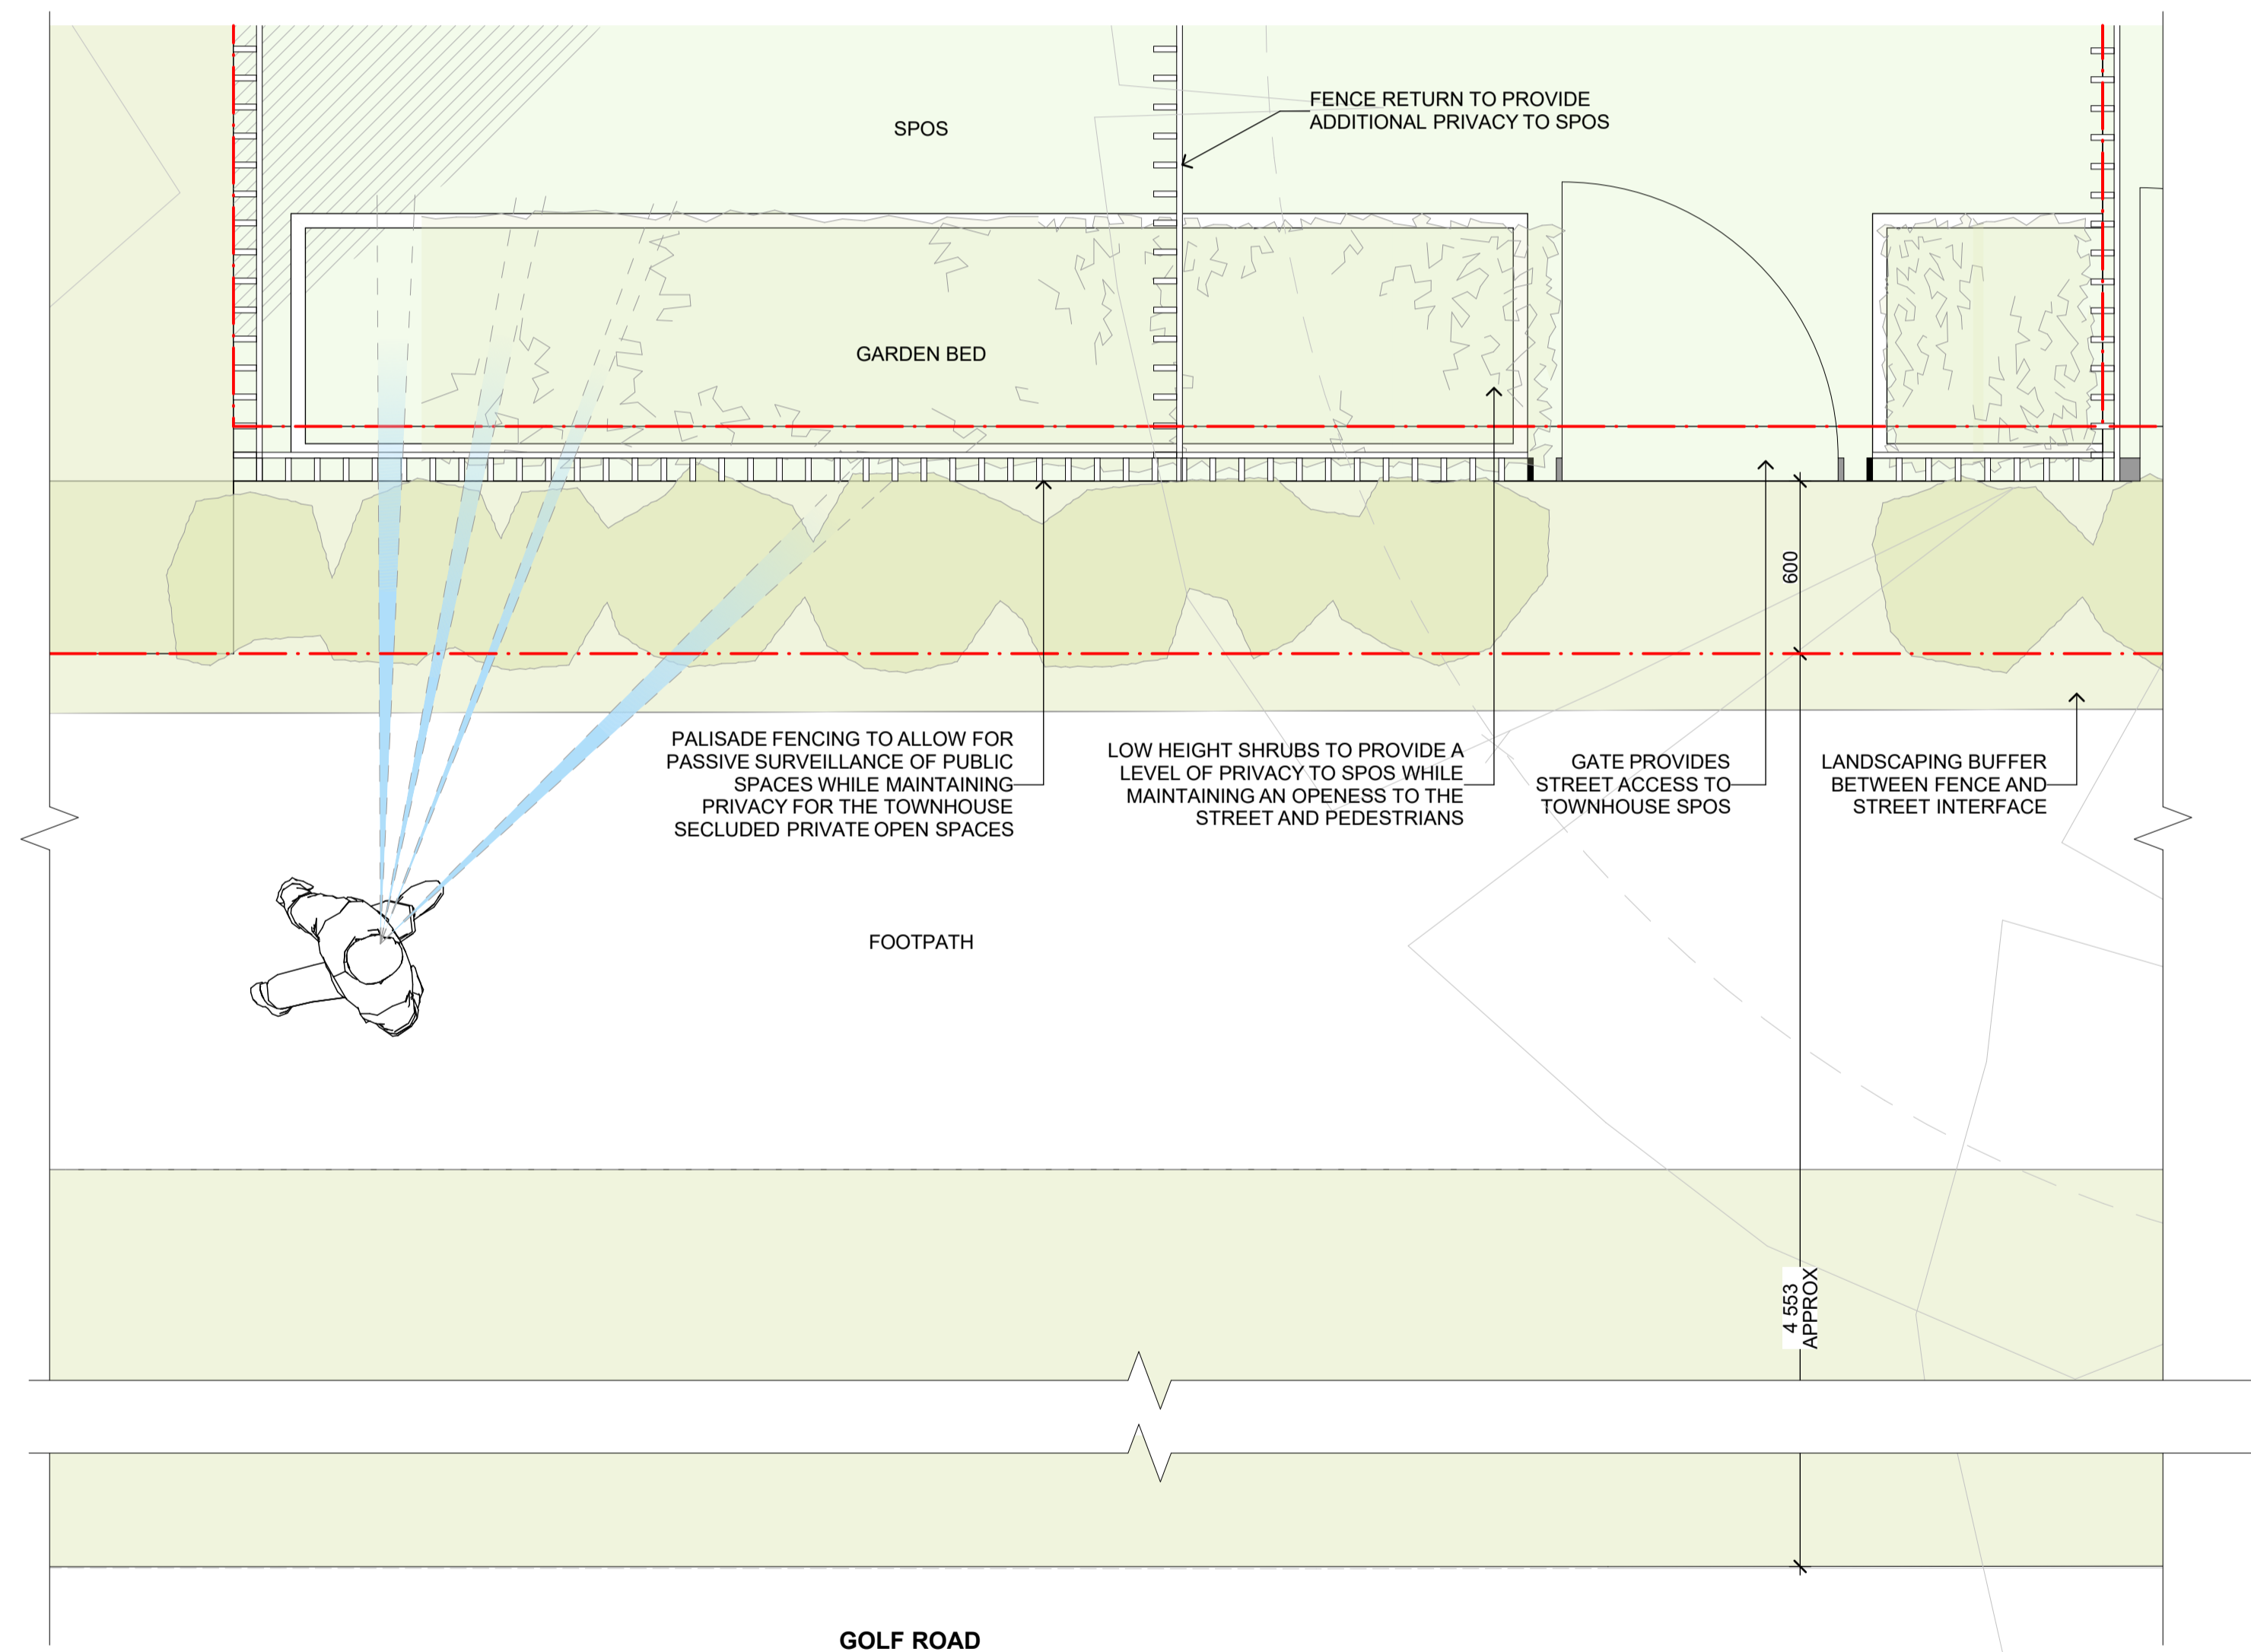 FENCE RETURN TO PROVIDE
ADDITIONAL PRIVACY TO SPOS
SPOS
GARDEN BED
600
PALISADE FENCING TO ALLOW FOR
PASSIVE SURVEILLANCE OF PUBLIC
SPACES WHILE MAINTAINING
PRIVACY FOR THE TOWNHOUSE
SECLUDED PRIVATE OPEN SPACES
LOW HEIGHT SHRUBS TO PROVIDE A
LEVEL OF PRIVACY TO SPOS WHILE
MAINTAINING AN OPENESS TO THE
STREET AND PEDESTRIANS
GATE PROVIDES
STREET ACCESS TO
TOWNHOUSE SPOS
LANDSCAPING BUFFER
BETWEEN FENCE AND
STREET INTERFACE
FOOTPATH
4 553
APPROX
GOLF ROAD